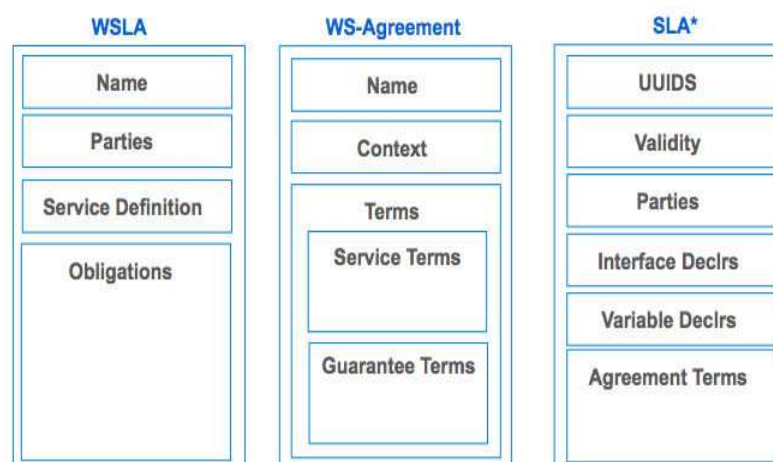 WSLA
Name
Parties
Service Definition
Obligations
WS-Agreement
Name
Context
Terms
Service Terms
Guarantee Terms
SLA*
UUIDS
Validity
Parties
Interface Declrs
Variable Declrs
Agreement Terms